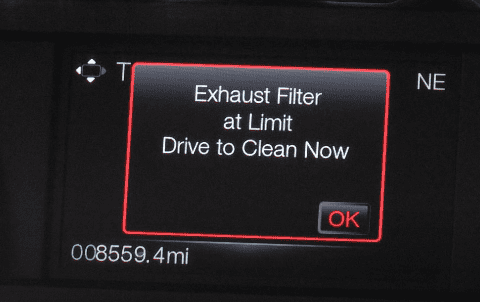 T
NE
Exhaust Filter
at Limit
Drive to Clean Now
OK
008559.4mi